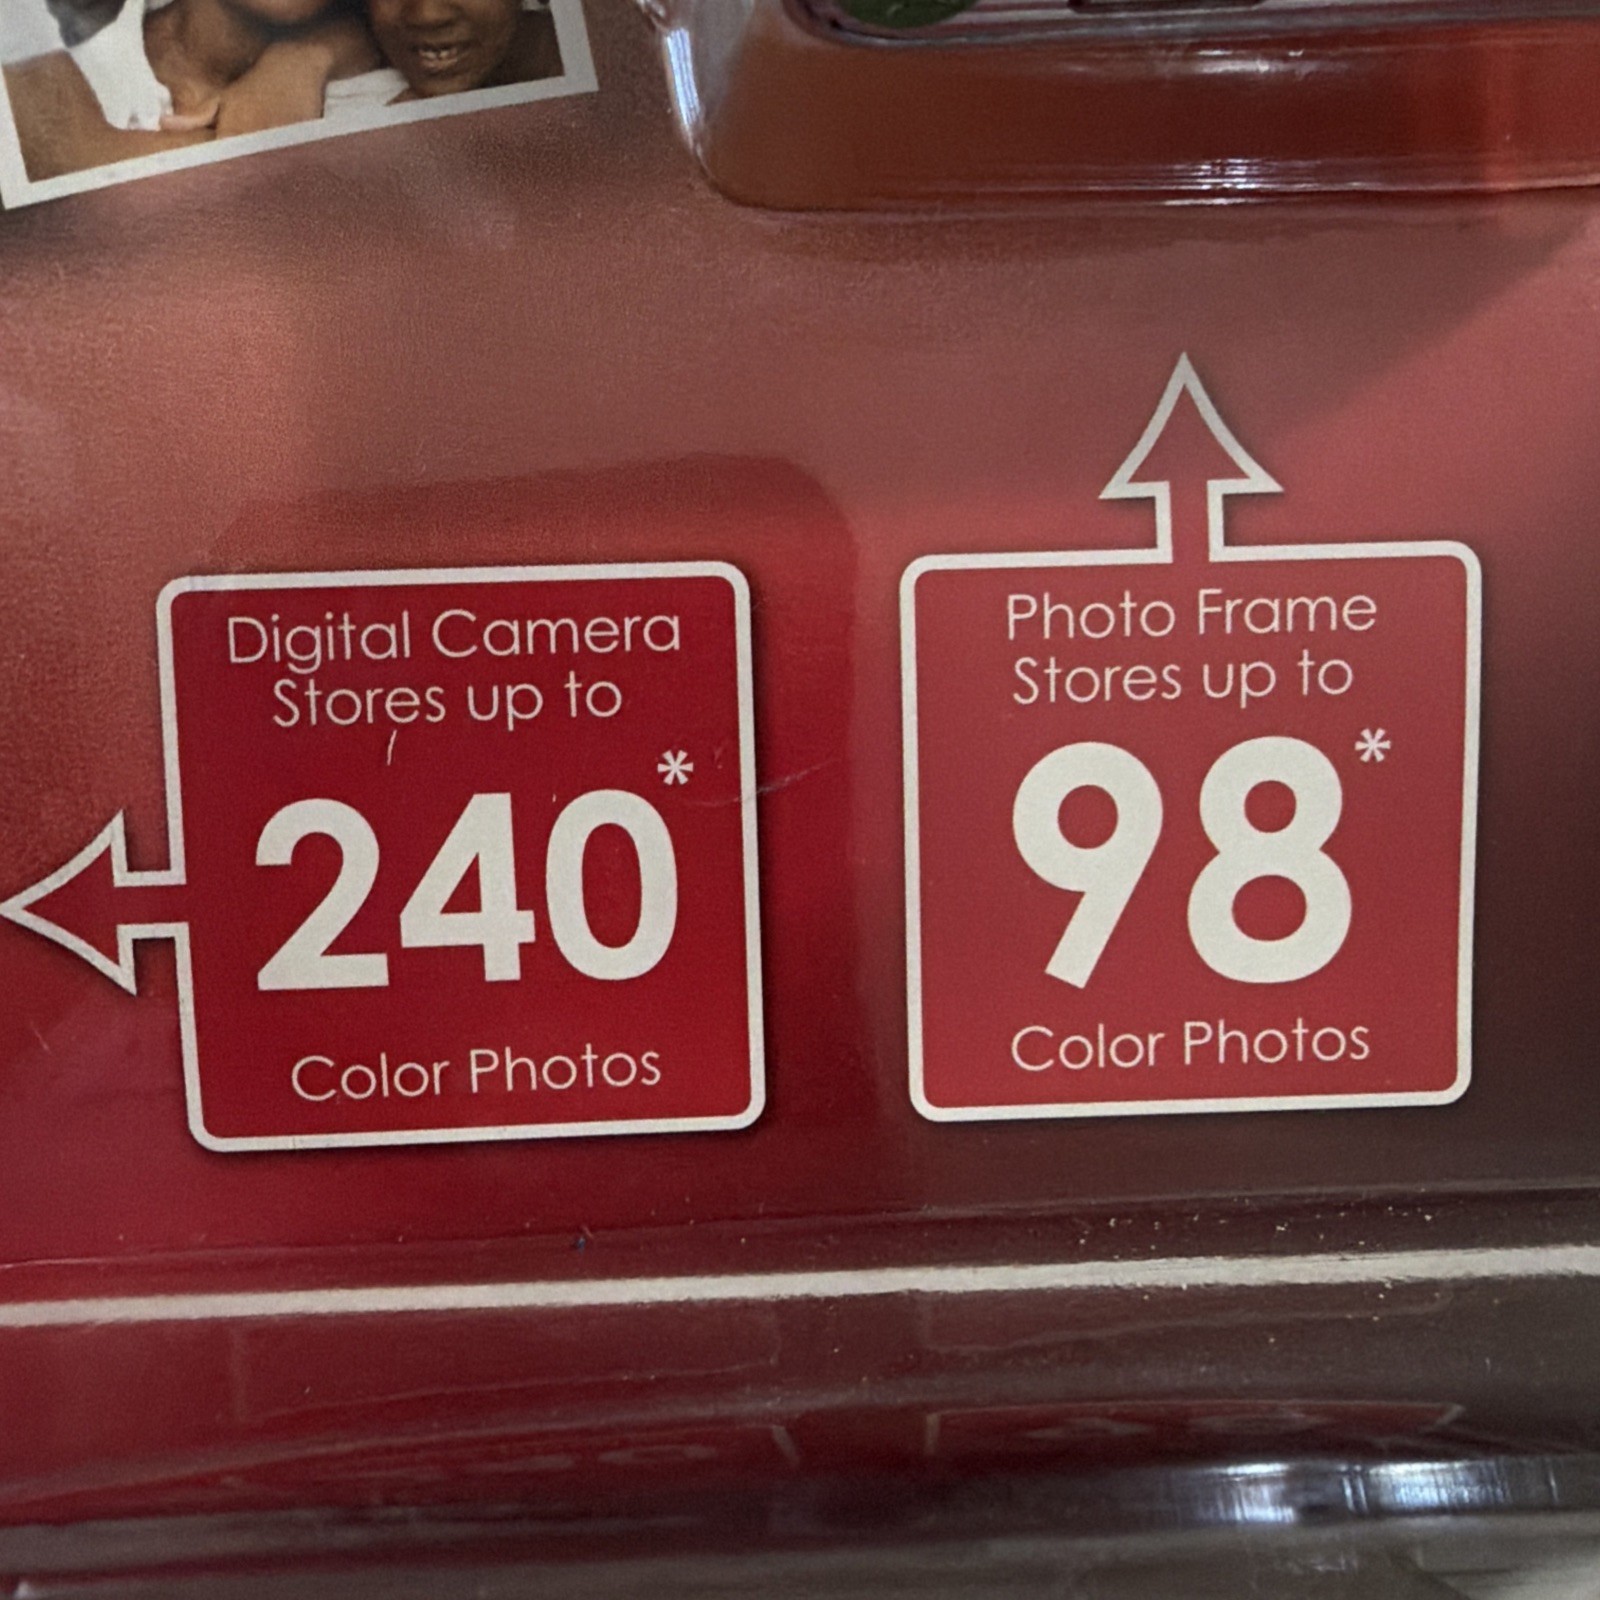 Digital Camera
Stores up to
240*
Color Photos
Photo Frame
Stores up to
98*
Color Photos